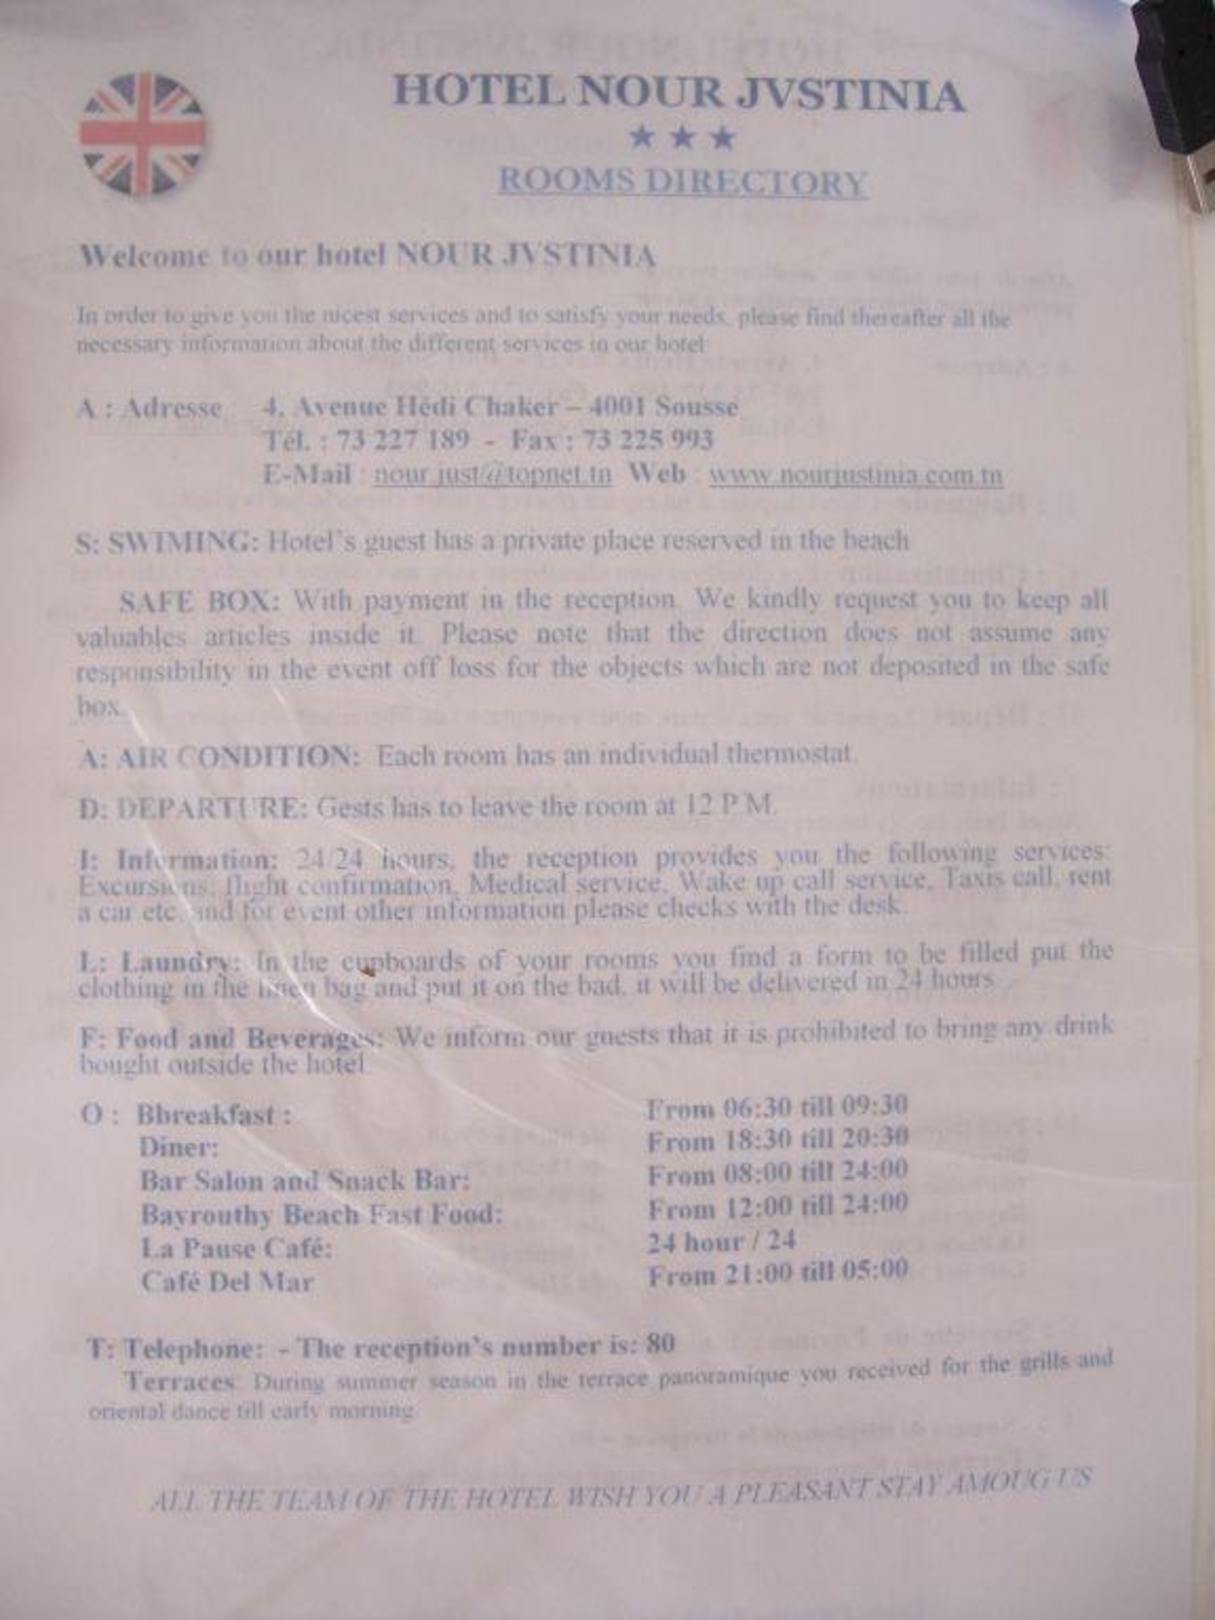 HOTEL NOUR JVSTINIA
★ ★ ★
ROOMS DIRECTORY
Welcome to our hotel NOUR JVSTINIA
In order to give you the nicest services and to satisfy your needs, please find thereafter all the
necessary information about the different services in our hotel
A : Adresse : 4, Avenue Hédi Chaker – 4001 Sousse
Tél. : 73 227 189 - Fax : 73 225 993
E-Mail : nour.just@topnet.tn Web : www.nourjustinia.com.tn
S: SWIMING: Hotel's guest has a private place reserved in the beach
SAFE BOX: With payment in the reception. We kindly request you to keep all
valuables articles inside it. Please note that the direction does not assume any
responsibility in the event off loss for the objects which are not deposited in the safe
box.
A: AIR CONDITION: Each room has an individual thermostat.
D: DEPARTURE: Gests has to leave the room at 12 P.M.
I: Information: 24/24 hours, the reception provides you the following services:
Excursions, flight confirmation, Medical service, Wake up call service, Taxis call, rent
a car etc, and for event other information please checks with the desk.
L: Laundry: In the cupboards of your rooms you find a form to be filled put the
clothing in the linen bag and put it on the bad, it will be delivered in 24 hours
F: Food and Beverages: We inform our guests that it is prohibited to bring any drink
bought outside the hotel
O : Bbreakfast : From 06:30 till 09:30
Diner: From 18:30 till 20:30
Bar Salon and Snack Bar: From 08:00 till 24:00
Bayrouthy Beach Fast Food: From 12:00 till 24:00
La Pause Café: 24 hour / 24
Café Del Mar From 21:00 till 05:00
T: Telephone: - The reception's number is: 80
Terraces: During summer season in the terrace panoramique you received for the grills and
oriental dance till early morning
ALL THE TEAM OF THE HOTEL WISH YOU A PLEASANT STAY AMOUG US